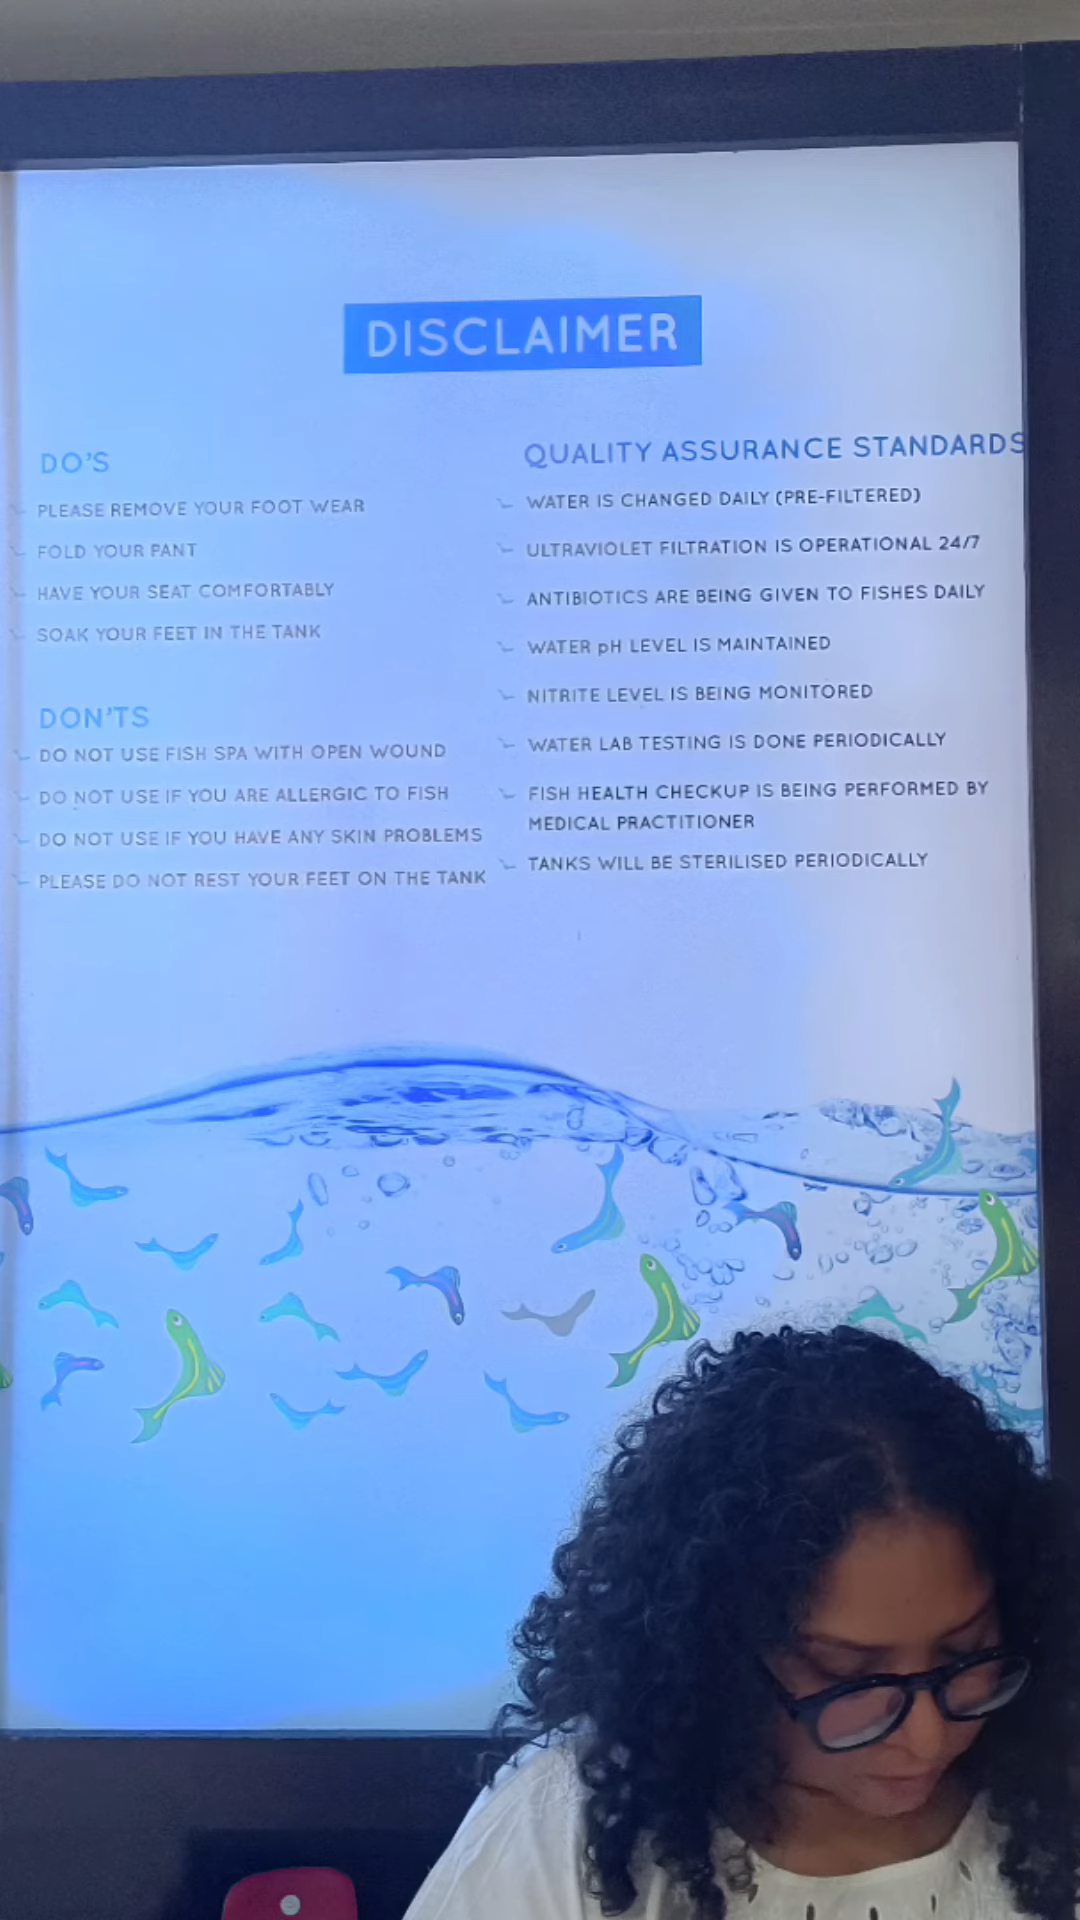 DISCLAIMER
DO'S
PLEASE REMOVE YOUR FOOT WEAR
FOLD YOUR PANT
HAVE YOUR SEAT COMFORTABLY
SOAK YOUR FEET IN THE TANK
DON'TS
DO NOT USE FISH SPA WITH OPEN WOUND
DO NOT USE IF YOU ARE ALLERGIC TO FISH
DO NOT USE IF YOU HAVE ANY SKIN PROBLEMS
PLEASE DO NOT REST YOUR FEET ON THE TANK
QUALITY ASSURANCE STANDARDS
WATER IS CHANGED DAILY (PRE-FILTERED)
ULTRAVIOLET FILTRATION IS OPERATIONAL 24/7
ANTIBIOTICS ARE BEING GIVEN TO FISHES DAILY
WATER pH LEVEL IS MAINTAINED
NITRITE LEVEL IS BEING MONITORED
WATER LAB TESTING IS DONE PERIODICALLY
FISH HEALTH CHECKUP IS BEING PERFORMED BY
MEDICAL PRACTITIONER
TANKS WILL BE STERILISED PERIODICALLY